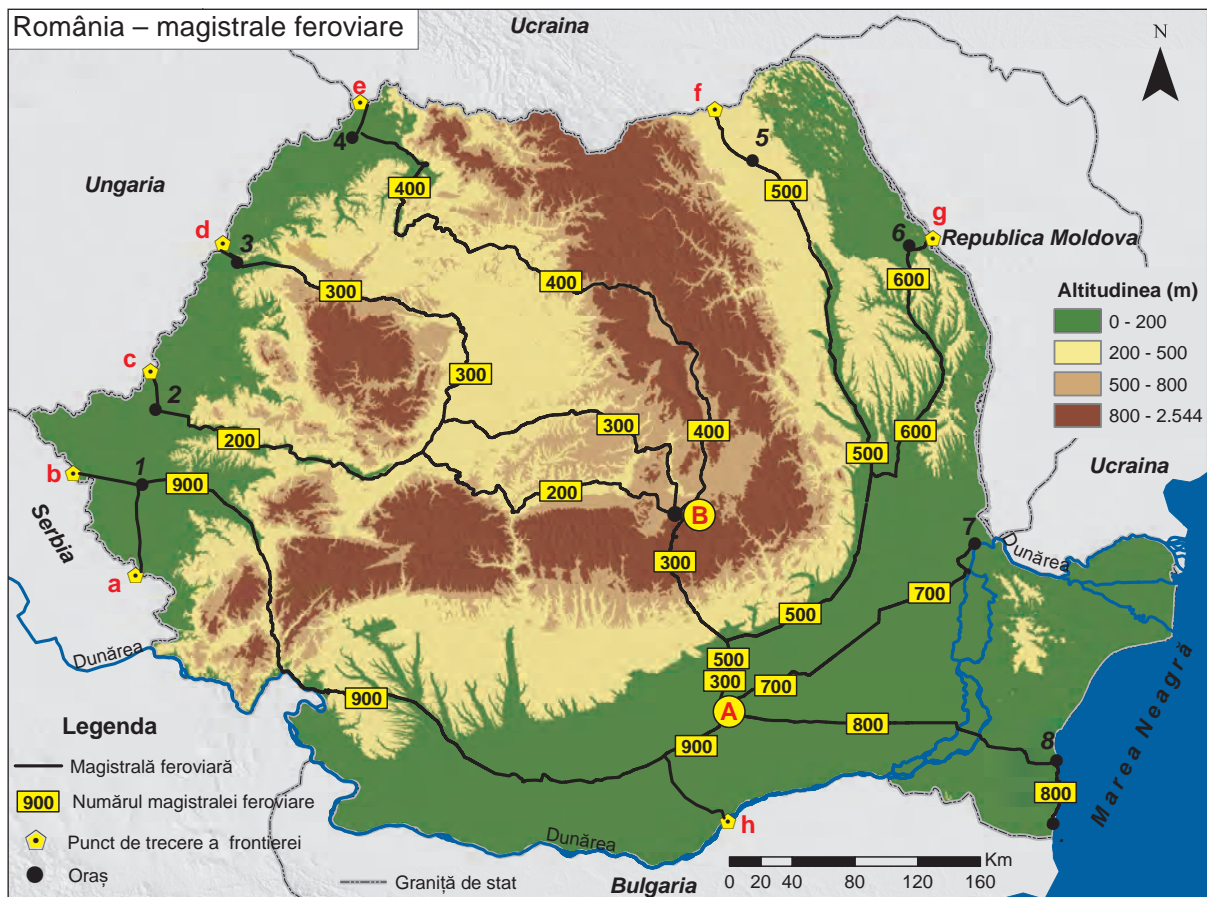 România – magistrale feroviare
Ucraina
N
e
f
4
5
Ungaria
400
500
d
3
6
g
Republica Moldova
300
400
600
Altitudinea (m)
0 - 200
200 - 500
500 - 800
800 - 2.544
c
2
300
200
300
400
600
500
Ucraina
b
1
900
200
B
Serbia
300
7
Dunărea
a
700
500
Dunărea
500
300
700
900
A
800
8
Marea Neagră
900
800
h
Dunărea
Bulgaria
Legenda
Magistrală feroviară
900 Numărul magistralei feroviare
Punct de trecere a frontierei
Oraș
Graniță de stat
Km
0 20 40 80 120 160